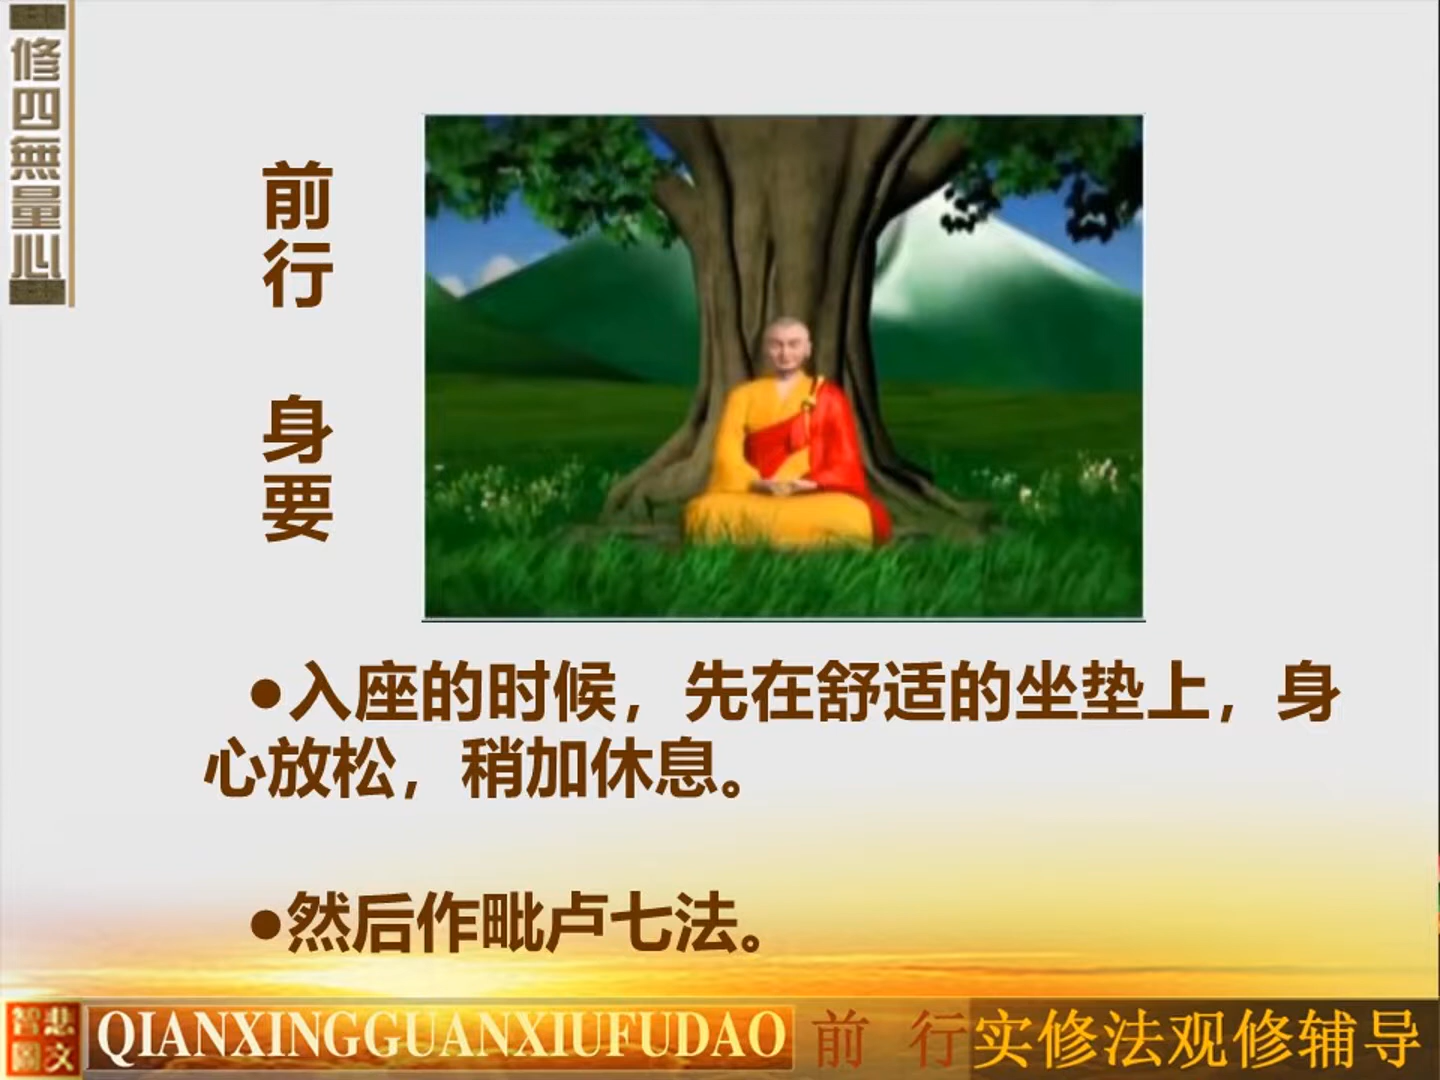 修四無量心
前行 身要
●入座的时候，先在舒适的坐垫上，身
心放松，稍加休息。
●然后作毗卢七法。
智悲
圖文
QIANXINGGUANXIUFUDAO 前 行 实修法观修辅导